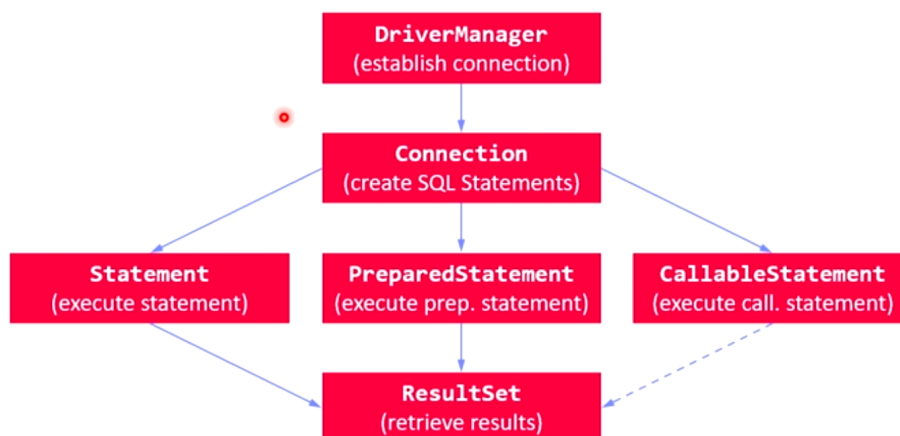 DriverManager
(establish connection)
Connection
(create SQL Statements)
Statement
(execute statement)
PreparedStatement
(execute prep. statement)
CallableStatement
(execute call. statement)
ResultSet
(retrieve results)